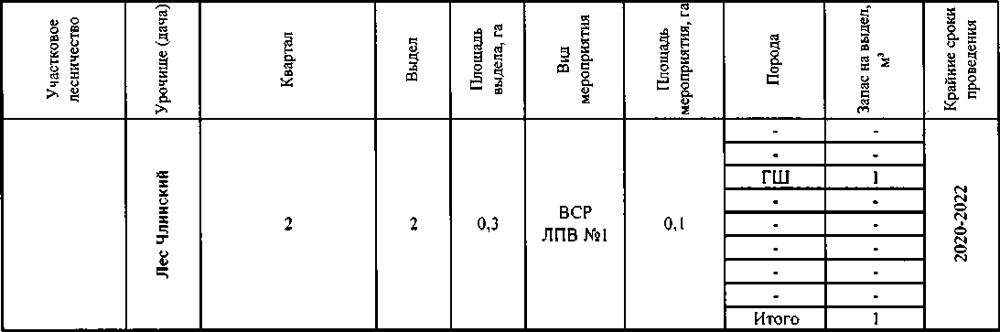 Участковое
лесничество
Урочище (дача)
Квартал
Выдел
Площадь
выдела, га
Вид
мероприятия
Площадь
мероприятия, га
Порода
Запас на выдел,
м³
Крайние сроки
проведения
Лес Члинский
2
2
0,3
ВСР
ЛПВ №1
0,1
- -
- -
ГШ 1
- -
- -
- -
- -
- -
Итого 1
2020-2022